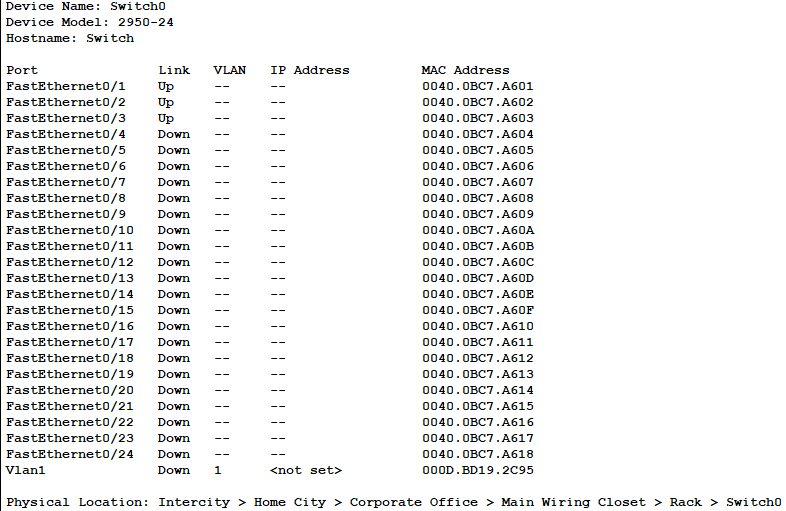 Device Name: Switch0
Device Model: 2950-24
Hostname: Switch
Port Link VLAN IP Address MAC Address
FastEthernet0/1 Up -- -- 0040.0BC7.A601
FastEthernet0/2 Up -- -- 0040.0BC7.A602
FastEthernet0/3 Up -- -- 0040.0BC7.A603
FastEthernet0/4 Down -- -- 0040.0BC7.A604
FastEthernet0/5 Down -- -- 0040.0BC7.A605
FastEthernet0/6 Down -- -- 0040.0BC7.A606
FastEthernet0/7 Down -- -- 0040.0BC7.A607
FastEthernet0/8 Down -- -- 0040.0BC7.A608
FastEthernet0/9 Down -- -- 0040.0BC7.A609
FastEthernet0/10 Down -- -- 0040.0BC7.A60A
FastEthernet0/11 Down -- -- 0040.0BC7.A60B
FastEthernet0/12 Down -- -- 0040.0BC7.A60C
FastEthernet0/13 Down -- -- 0040.0BC7.A60D
FastEthernet0/14 Down -- -- 0040.0BC7.A60E
FastEthernet0/15 Down -- -- 0040.0BC7.A60F
FastEthernet0/16 Down -- -- 0040.0BC7.A610
FastEthernet0/17 Down -- -- 0040.0BC7.A611
FastEthernet0/18 Down -- -- 0040.0BC7.A612
FastEthernet0/19 Down -- -- 0040.0BC7.A613
FastEthernet0/20 Down -- -- 0040.0BC7.A614
FastEthernet0/21 Down -- -- 0040.0BC7.A615
FastEthernet0/22 Down -- -- 0040.0BC7.A616
FastEthernet0/23 Down -- -- 0040.0BC7.A617
FastEthernet0/24 Down -- -- 0040.0BC7.A618
Vlan1 Down 1 <not set> 000D.BD19.2C95
Physical Location: Intercity > Home City > Corporate Office > Main Wiring Closet > Rack > Switch0